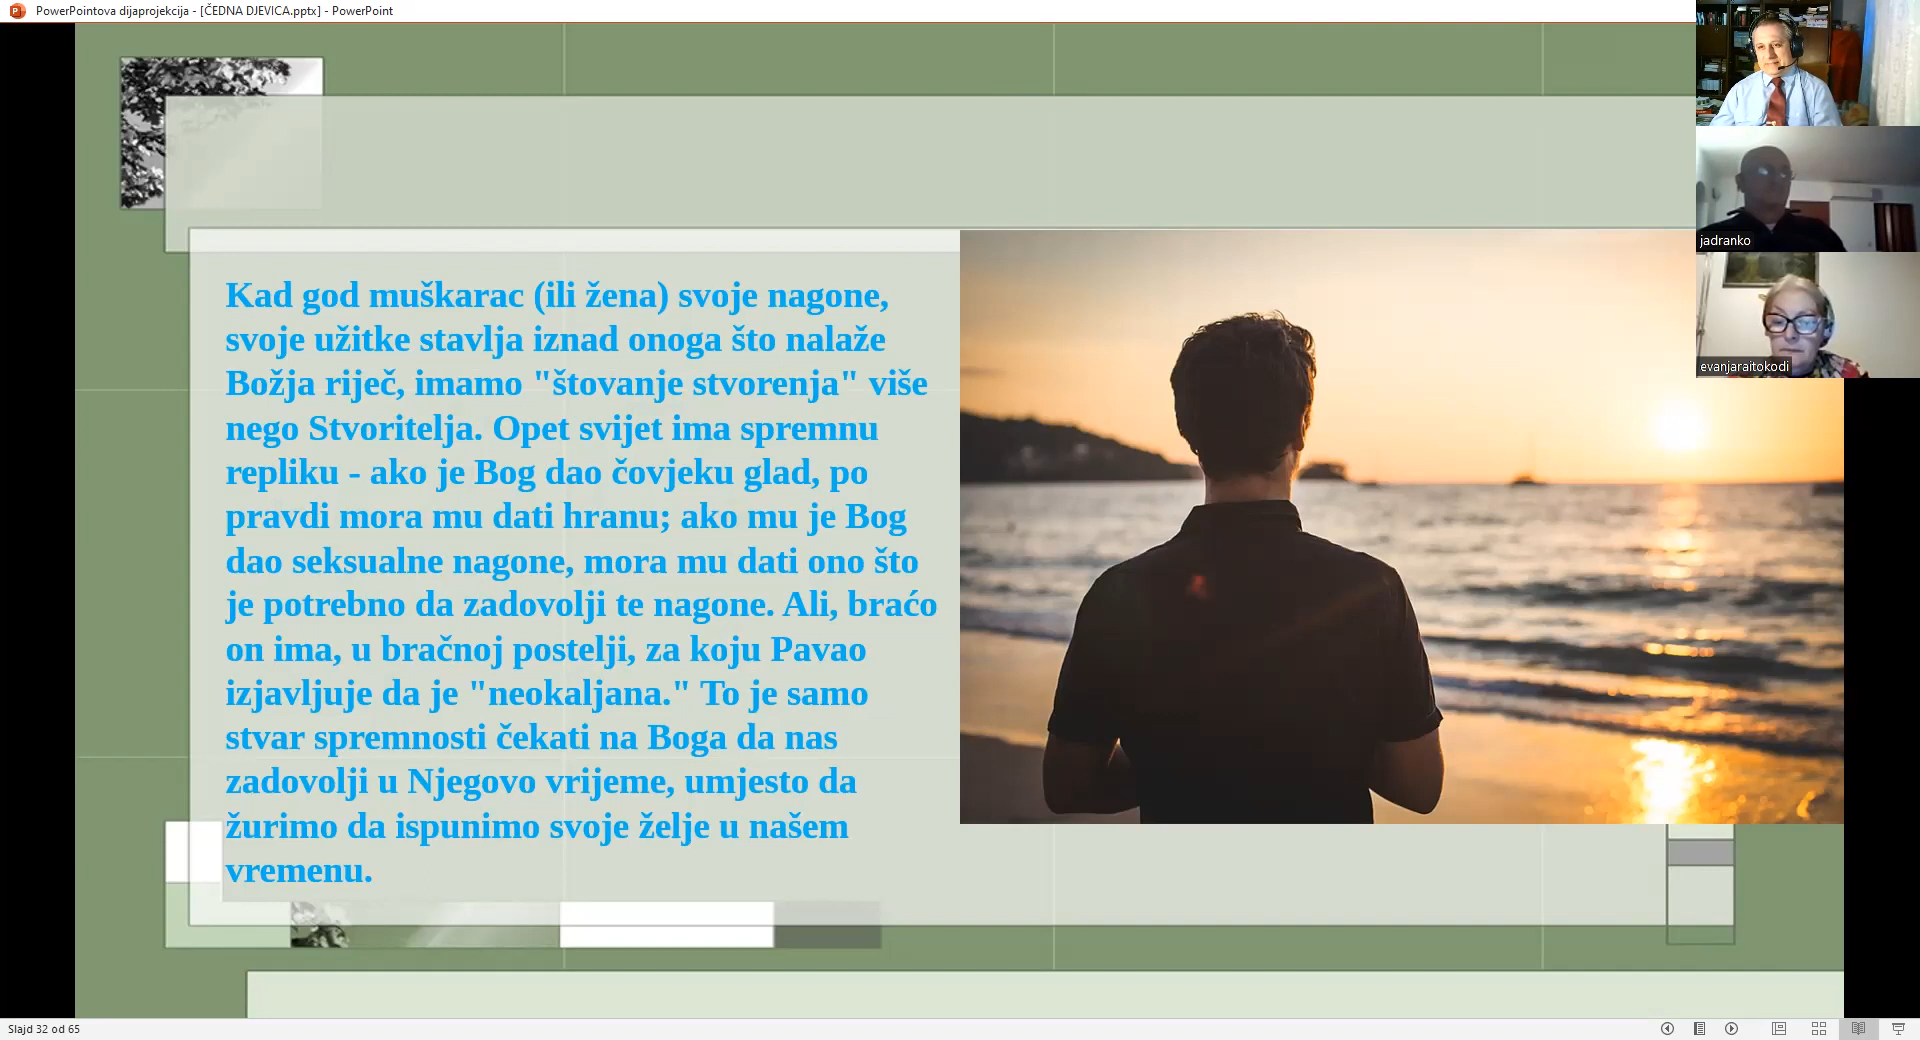 PowerPointova dijaprojekcija - [ČEDNA DJEVICA.pptx] - PowerPoint
Kad god muškarac (ili žena) svoje nagone,
svoje užitke stavlja iznad onoga što nalaže
Božja riječ, imamo "štovanje stvorenja" više
nego Stvoritelja. Opet svijet ima spremnu
repliku - ako je Bog dao čovjeku glad, po
pravdi mora mu dati hranu; ako mu je Bog
dao seksualne nagone, mora mu dati ono što
je potrebno da zadovolji te nagone. Ali, braćo
on ima, u bračnoj postelji, za koju Pavao
izjavljuje da je "neokaljana." To je samo
stvar spremnosti čekati na Boga da nas
zadovolji u Njegovo vrijeme, umjesto da
žurimo da ispunimo svoje želje u našem
vremenu.
jadranko
evanjaraitokodi
Slajd 32 od 65